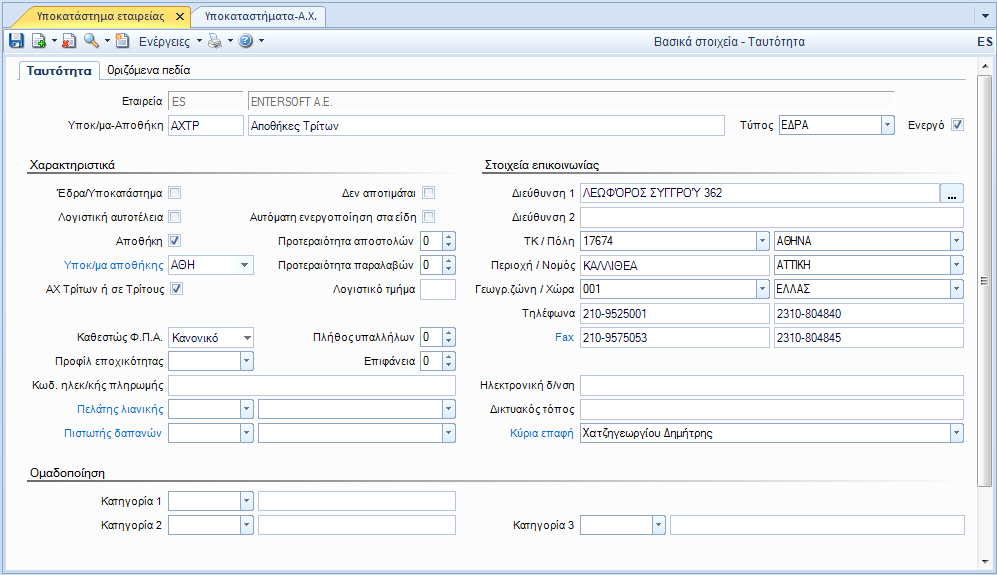 Υποκατάστημα εταιρείας Υποκαταστήματα-Α.Χ.
Ενέργειες Βασικά στοιχεία - Ταυτότητα ES
Ταυτότητα Οριζόμενα πεδία
Εταιρεία ES ENTERSOFT A.E.
Υποκ/μα-Αποθήκη ΑΧΤΡ Αποθήκες Τρίτων Τύπος ΕΔΡΑ Ενεργό
Χαρακτηριστικά Στοιχεία επικοινωνίας
Έδρα/Υποκατάστημα Δεν αποτιμάται Διεύθυνση 1 ΛΕΩΦΌΡΟΣ ΣΥΓΓΡΟΎ 362 ...
Λογιστική αυτοτέλεια Αυτόματη ενεργοποίηση στα είδη Διεύθυνση 2
Αποθήκη Προτεραιότητα αποστολών 0 ΤΚ / Πόλη 17674 ΑΘΗΝΑ
Υποκ/μα αποθήκης ΑΘΗ Προτεραιότητα παραλαβών 0 Περιοχή / Νομός ΚΑΛΛΙΘΕΑ ΑΤΤΙΚΗ
ΑΧ Τρίτων ή σε Τρίτους Λογιστικό τμήμα Γεωγρ.ζώνη / Χώρα 001 ΕΛΛΑΣ
Τηλέφωνα 210-9525001 2310-804840
Καθεστώς Φ.Π.Α. Κανονικό Πλήθος υπαλλήλων 0 Fax 210-9575053 2310-804845
Προφίλ εποχικότητας Επιφάνεια 0
Κωδ. ηλεκ/κής πληρωμής Ηλεκτρονική δ/νση
Πελάτης λιανικής Δικτυακός τόπος
Πιστωτής δαπανών Κύρια επαφή Χατζηγεωργίου Δημήτρης
Ομαδοποίηση
Κατηγορία 1
Κατηγορία 2 Κατηγορία 3